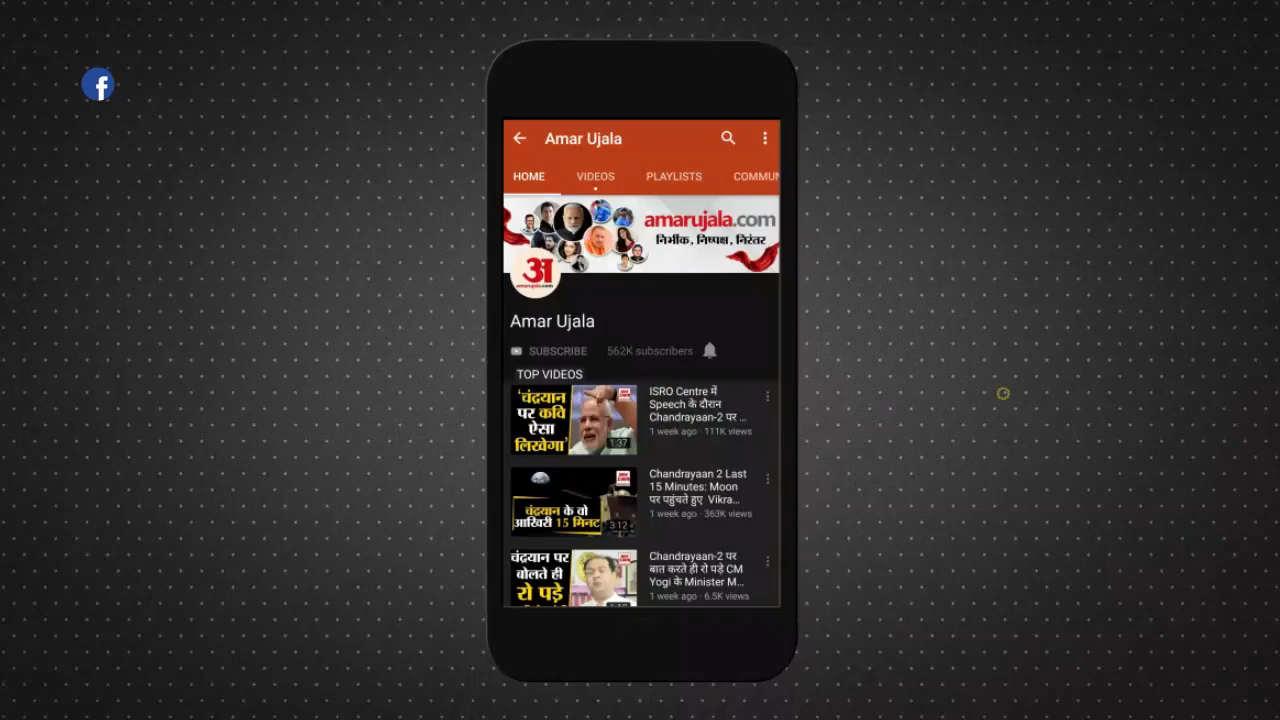 f
Amar Ujala
HOME VIDEOS PLAYLISTS COMMUN
amarujala.com
निर्भीक, निष्पक्ष, निरंतर
अ
amarujala.com
Amar Ujala
SUBSCRIBE 562K subscribers
TOP VIDEOS
'चंद्रयान
पर कवि
ऐसा
लिखेगा'
1:37
ISRO Centre में
Speech के दौरान
Chandrayaan-2 पर ...
1 week ago · 111K views
चंद्रयान के वो
आखिरी 15 मिनट
3:12
Chandrayaan 2 Last
15 Minutes: Moon
पर पहुंचते हुए Vikra...
1 week ago · 363K views
चंद्रयान पर
बोलते ही
रो पड़े
Chandrayaan-2 पर
बात करते ही रो पड़े CM
Yogi के Minister M...
1 week ago · 6.5K views